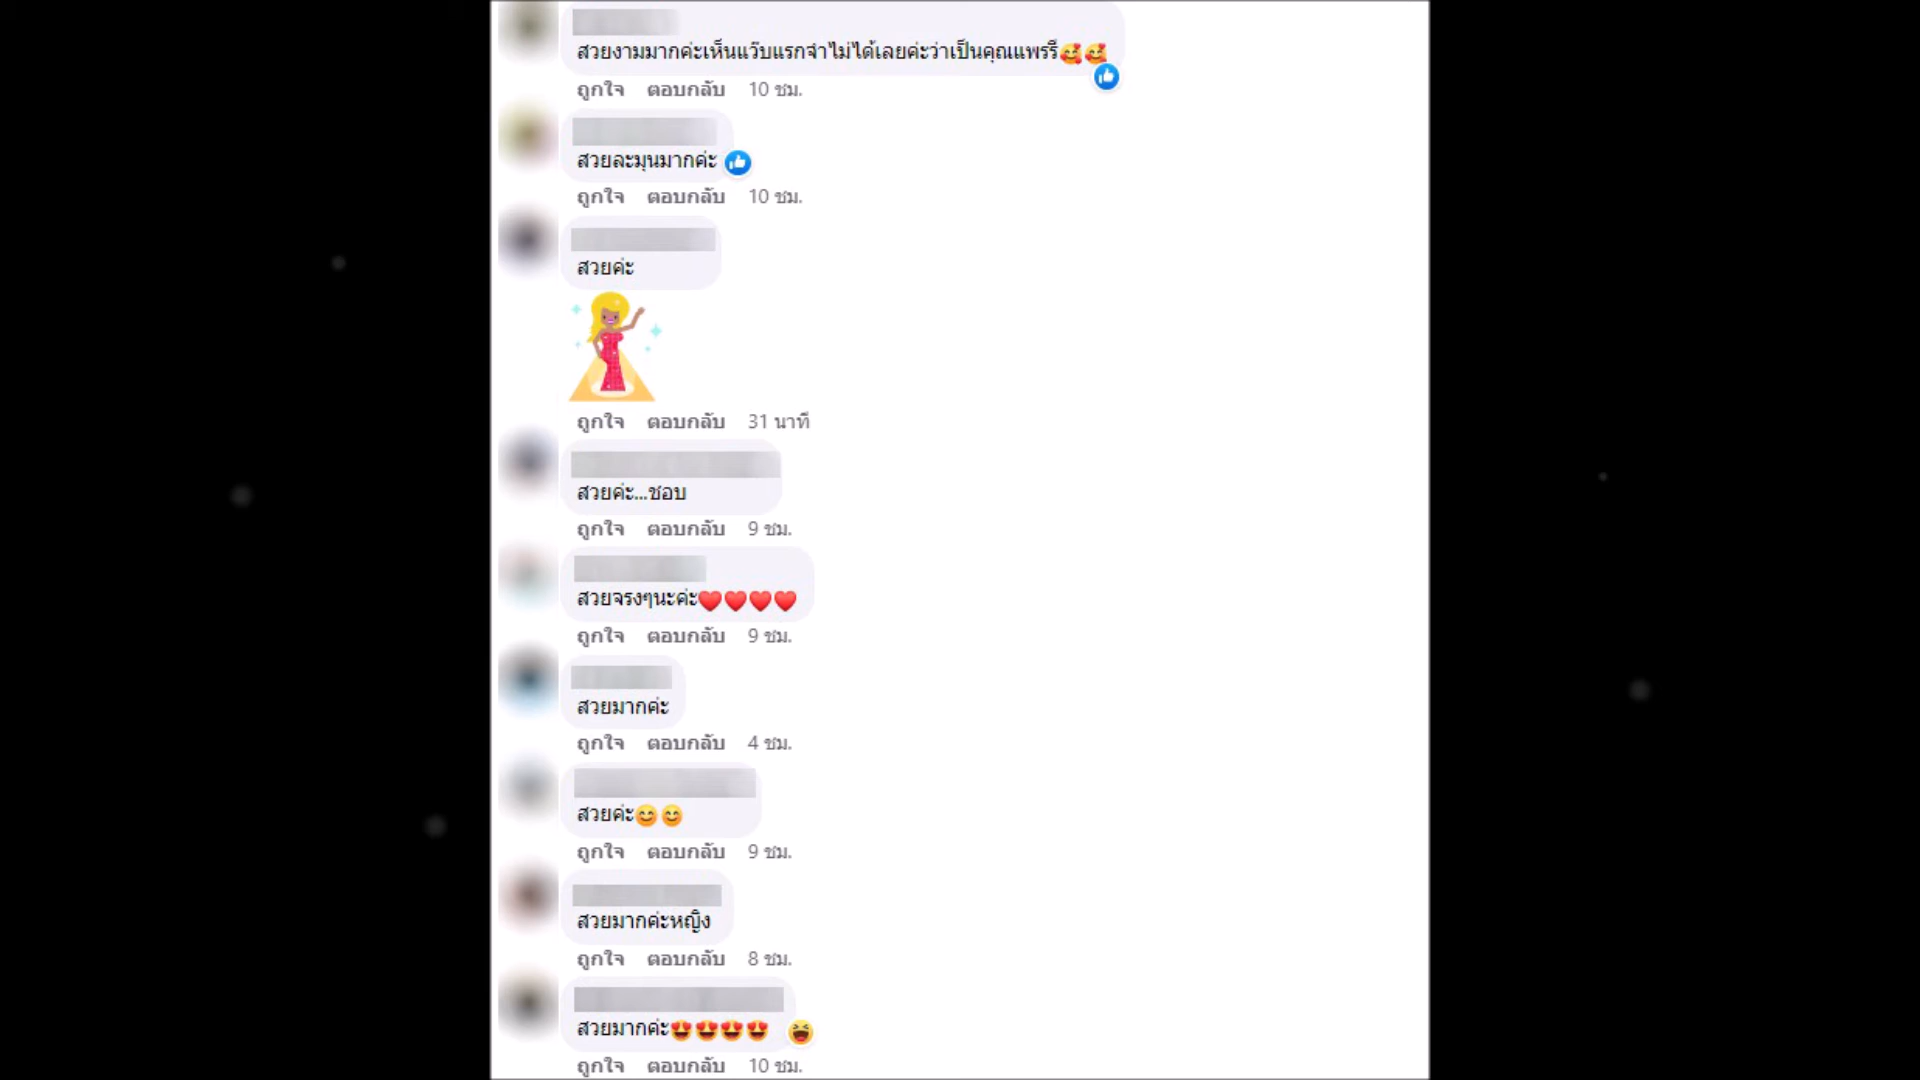 สวยงามมากค่ะเห็นแว๊บแรกจำไม่ได้เลยค่ะว่าเป็นคุณแพรรี่🥰🥰
ถูกใจ ตอบกลับ 10 ชม.
สวยละมุนมากค่ะ
ถูกใจ ตอบกลับ 10 ชม.
สวยค่ะ
ถูกใจ ตอบกลับ 31 นาที
สวยค่ะ...ชอบ
ถูกใจ ตอบกลับ 9 ชม.
สวยจรงๆนะค่ะ❤️❤️❤️❤️
ถูกใจ ตอบกลับ 9 ชม.
สวยมากค่ะ
ถูกใจ ตอบกลับ 4 ชม.
สวยค่ะ😊😊
ถูกใจ ตอบกลับ 9 ชม.
สวยมากค่ะหญิง
ถูกใจ ตอบกลับ 8 ชม.
สวยมากค่ะ😍😍😍😍
ถูกใจ ตอบกลับ 10 ชม.